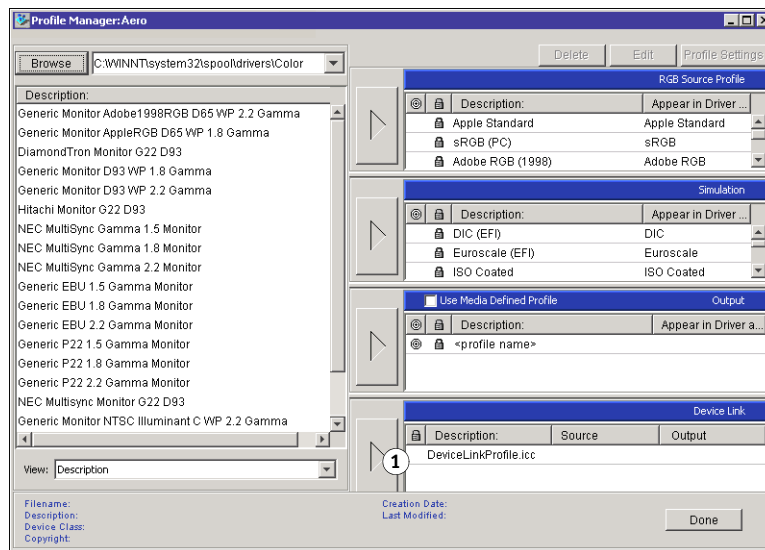 Profile Manager:Aero
Delete Edit Profile Settings
Browse C:\WINNT\system32\spool\drivers\Color
Description:
Generic Monitor Adobe1998RGB D65 WP 2.2 Gamma
Generic Monitor AppleRGB D65 WP 1.8 Gamma
DiamondTron Monitor G22 D93
Generic Monitor D93 WP 1.8 Gamma
Generic Monitor D93 WP 2.2 Gamma
Hitachi Monitor G22 D93
NEC MultiSync Gamma 1.5 Monitor
NEC MultiSync Gamma 1.8 Monitor
NEC MultiSync Gamma 2.2 Monitor
Generic EBU 1.5 Gamma Monitor
Generic EBU 1.8 Gamma Monitor
Generic EBU 2.2 Gamma Monitor
Generic P22 1.5 Gamma Monitor
Generic P22 1.8 Gamma Monitor
Generic P22 2.2 Gamma Monitor
NEC Multisync Monitor G22 D93
Generic Monitor NTSC Illuminant C WP 2.2 Gamma
View: Description
RGB Source Profile
Description: Appear in Driver ...
Apple Standard Apple Standard
sRGB (PC) sRGB
Adobe RGB (1998) Adobe RGB
Simulation
Description: Appear in Driver ...
DIC (EFI) DIC
Euroscale (EFI) Euroscale
ISO Coated ISO Coated
Use Media Defined Profile Output
Description: Appear in Driver a...
<profile name>
Device Link
Description: Source Output
DeviceLinkProfile.icc
1
Filename:
Description:
Device Class:
Copyright:
Creation Date:
Last Modified:
Done